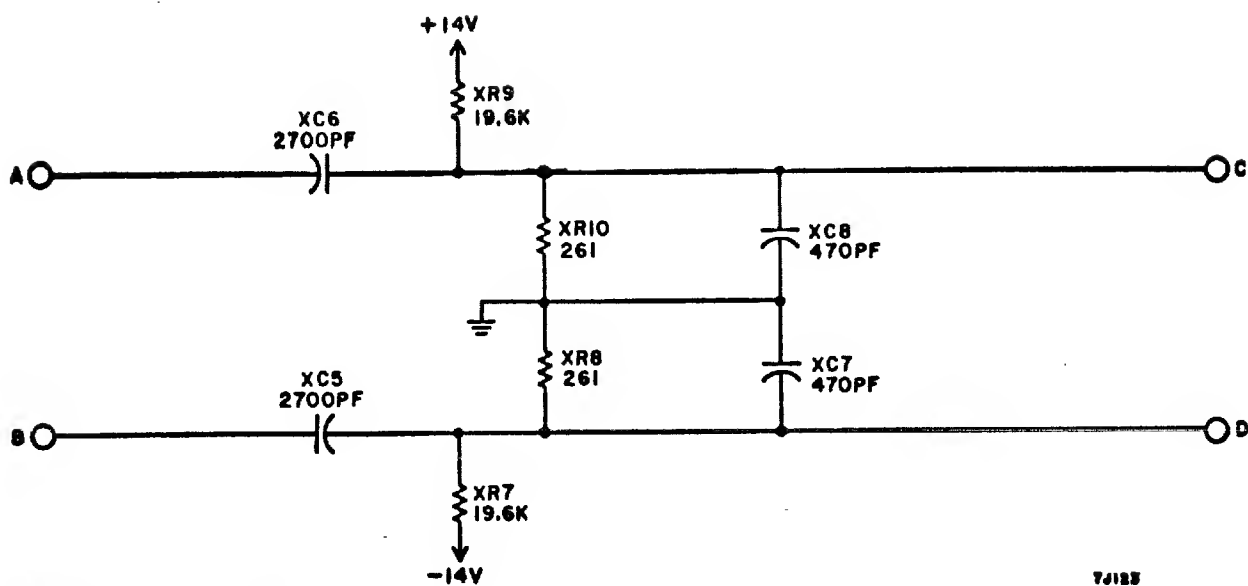 +14V
XR9
19.6K
XC6
2700PF
A
C
XR10
261
XC8
470PF
XR8
261
XC7
470PF
XC5
2700PF
B
D
XR7
19.6K
-14V
TJ123